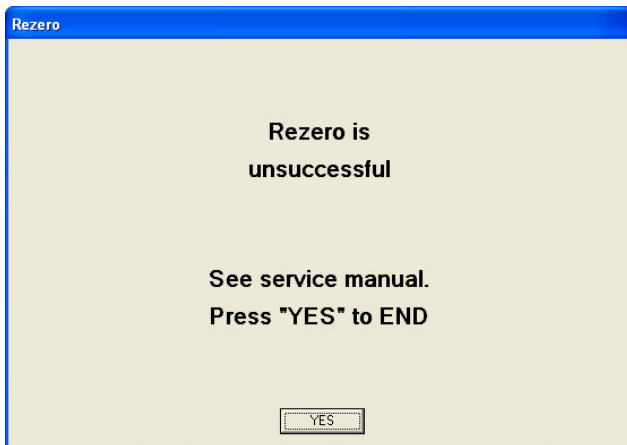 Rezero
Rezero is
unsuccessful
See service manual.
Press "YES" to END
YES